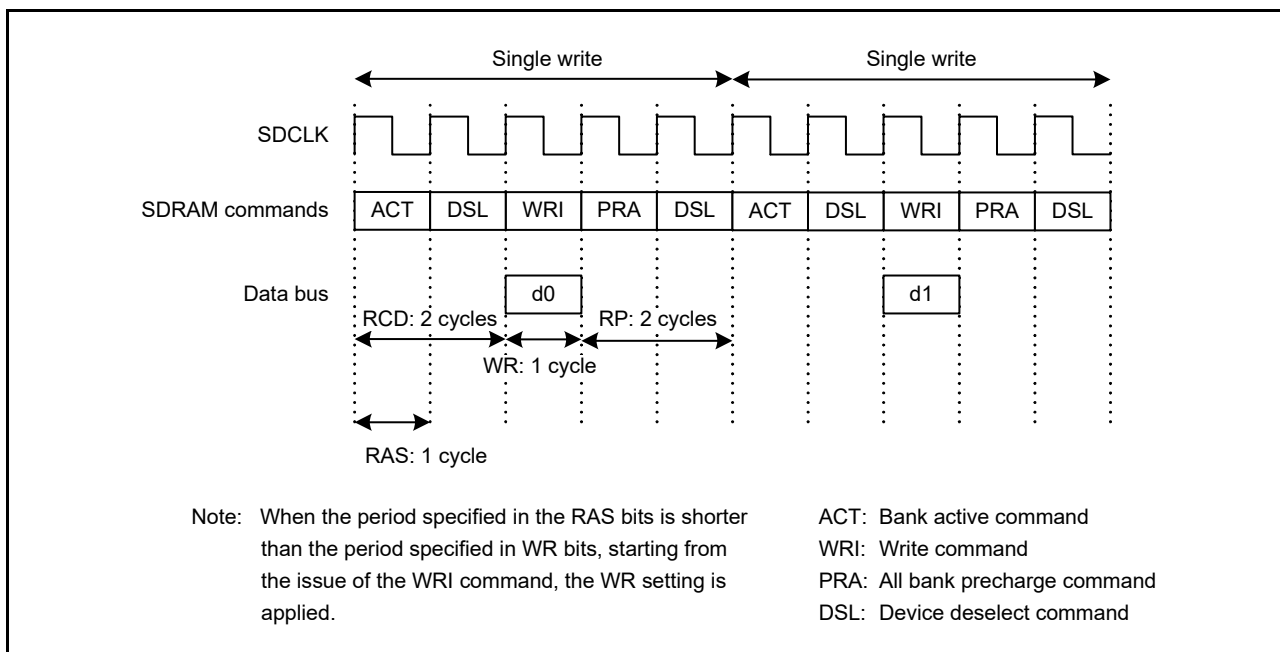 Single write Single write
SDCLK
SDRAM commands ACT DSL WRI PRA DSL ACT DSL WRI PRA DSL
Data bus d0 d1
RCD: 2 cycles RP: 2 cycles
WR: 1 cycle
RAS: 1 cycle
Note: When the period specified in the RAS bits is shorter
than the period specified in WR bits, starting from
the issue of the WRI command, the WR setting is
applied.
ACT: Bank active command
WRI: Write command
PRA: All bank precharge command
DSL: Device deselect command